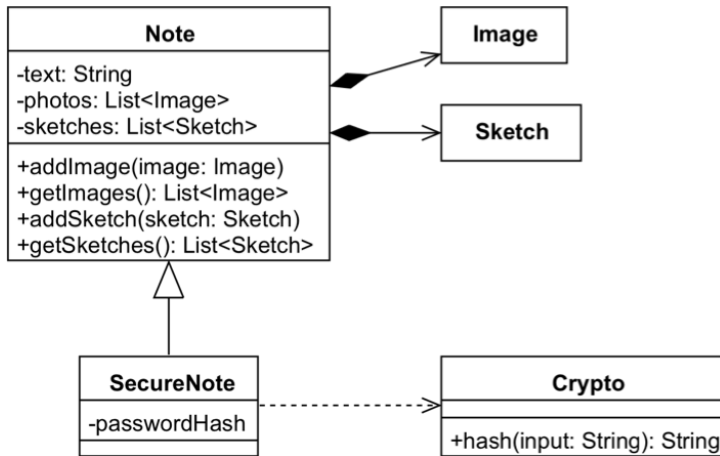 Note
-text: String
-photos: List<Image>
-sketches: List<Sketch>
+addImage(image: Image)
+getImages(): List<Image>
+addSketch(sketch: Sketch)
+getSketches(): List<Sketch>
Image
Sketch
SecureNote
-passwordHash
Crypto
+hash(input: String): String